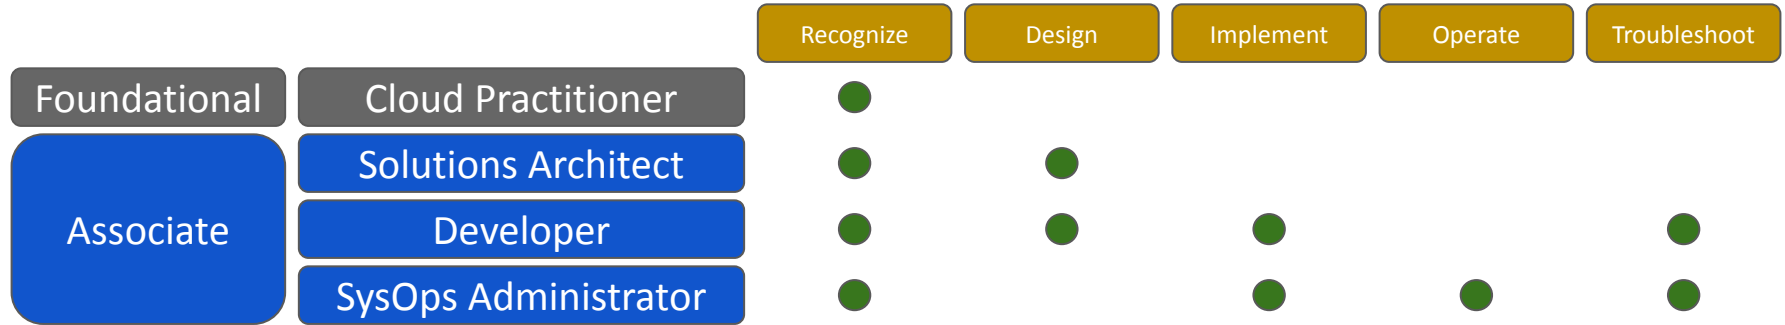 Recognize
Design
Implement
Operate
Troubleshoot
Foundational
Cloud Practitioner
Associate
Solutions Architect
Developer
SysOps Administrator